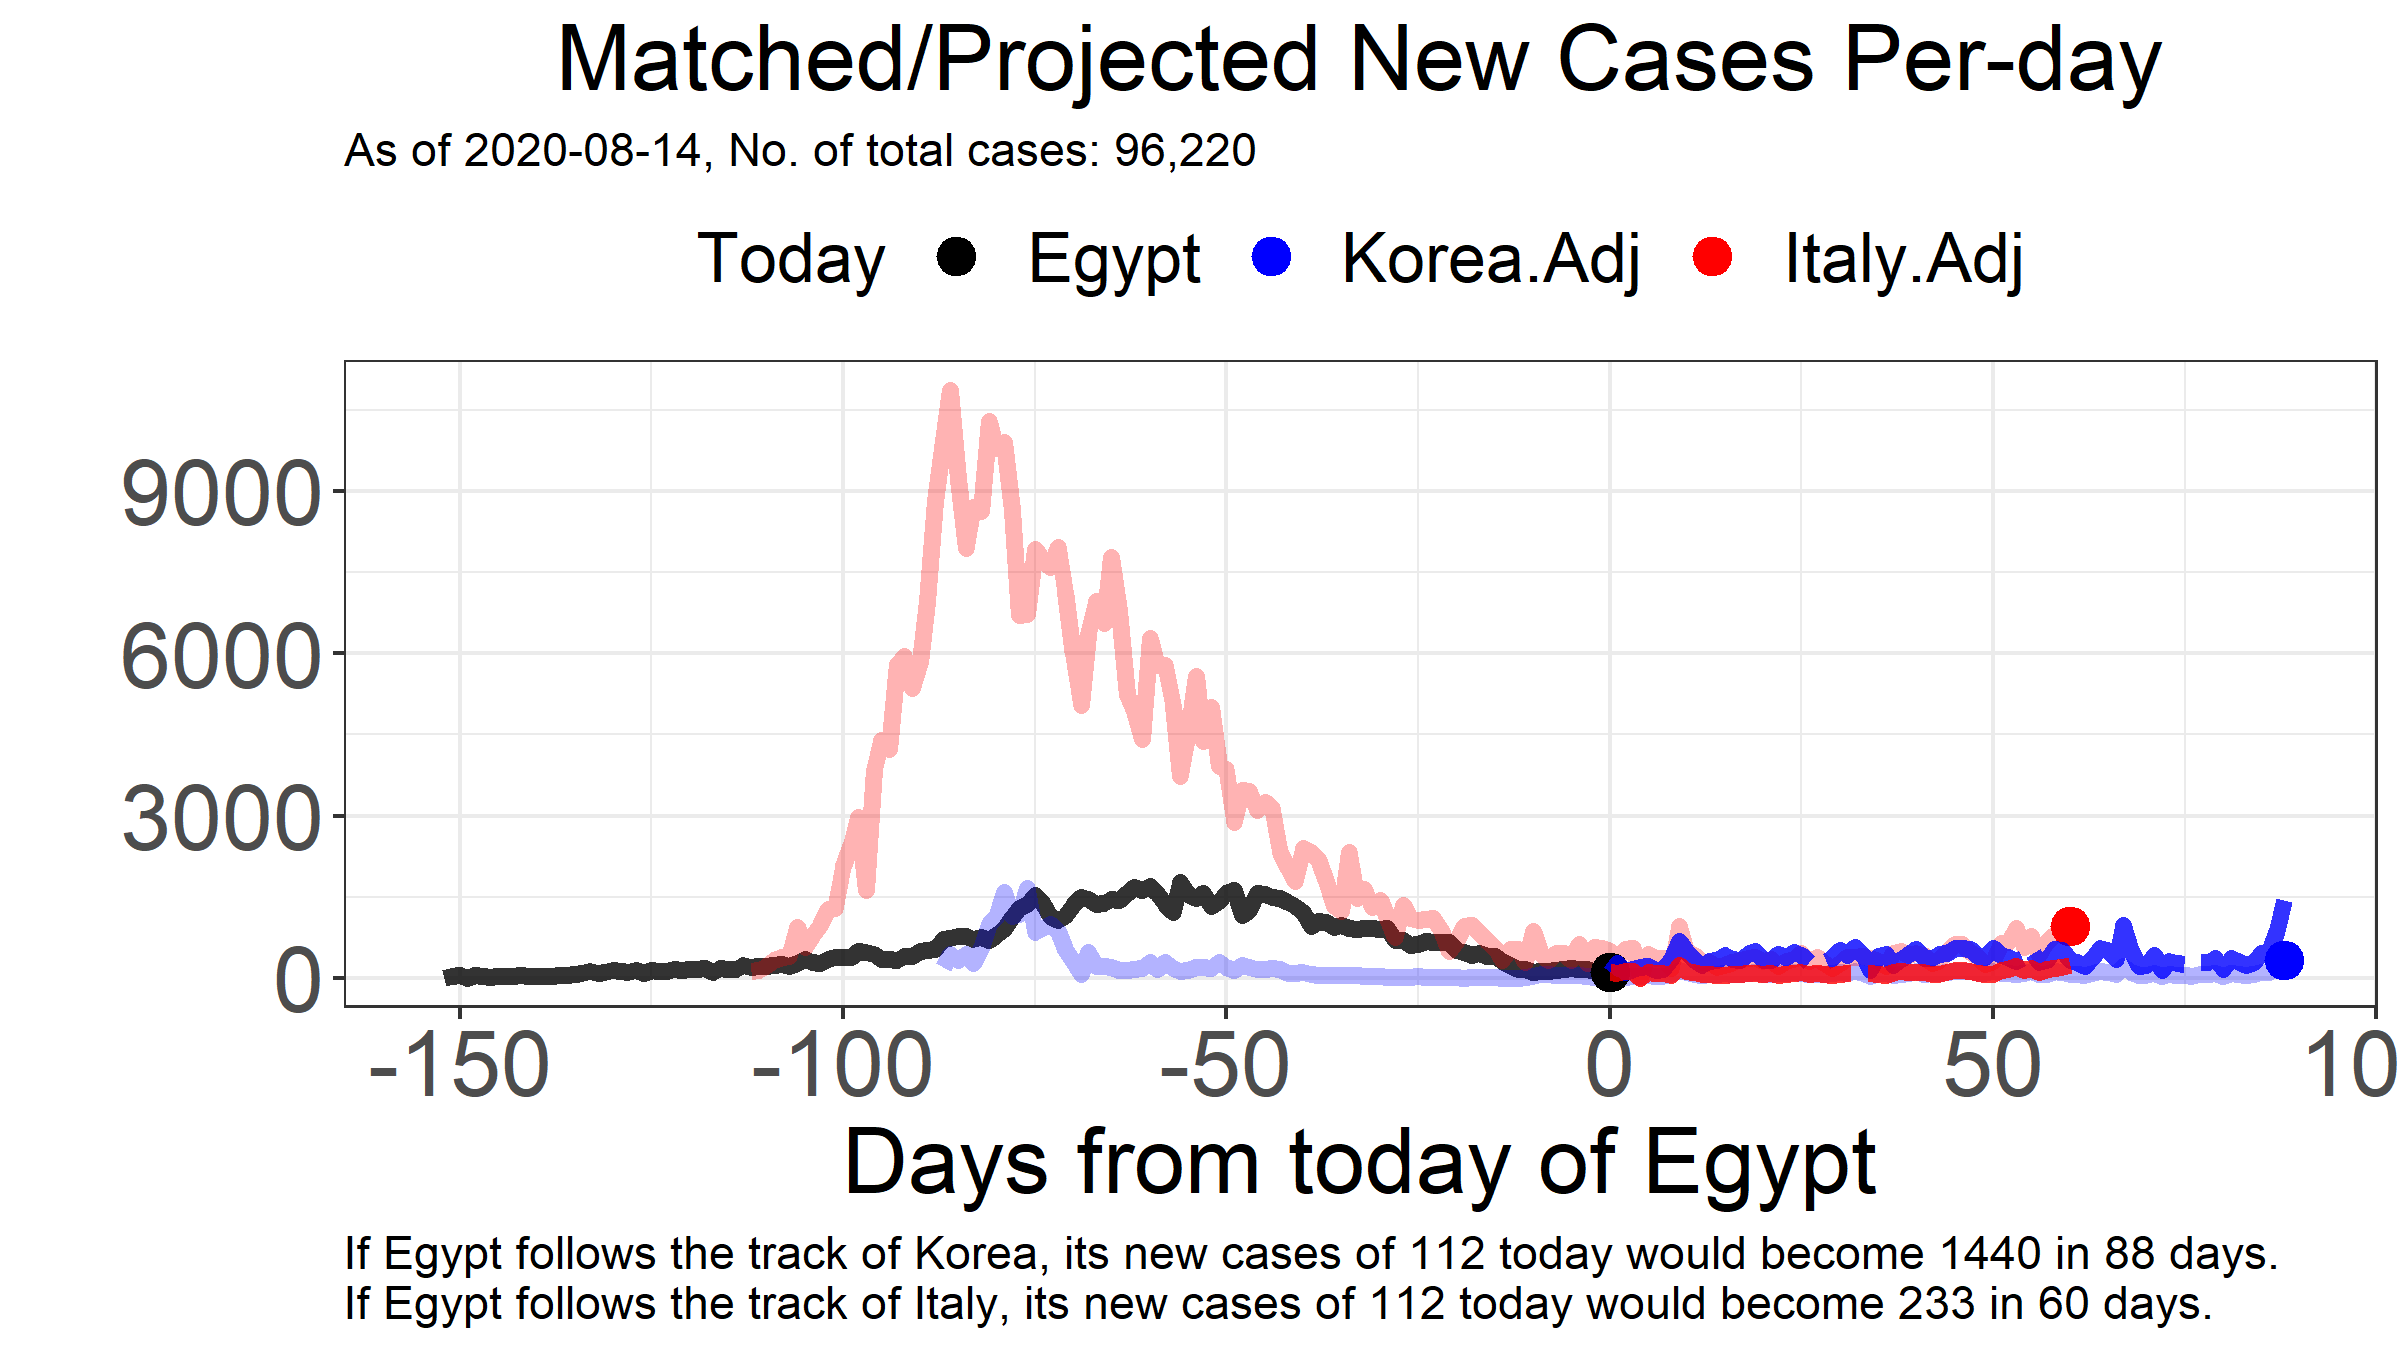 Matched/Projected New Cases Per-day
As of 2020-08-14, No. of total cases: 96,220
Today Egypt Korea.Adj Italy.Adj
9000
6000
3000
0
-150 -100 -50 0 50 10
Days from today of Egypt
If Egypt follows the track of Korea, its new cases of 112 today would become 1440 in 88 days.
If Egypt follows the track of Italy, its new cases of 112 today would become 233 in 60 days.